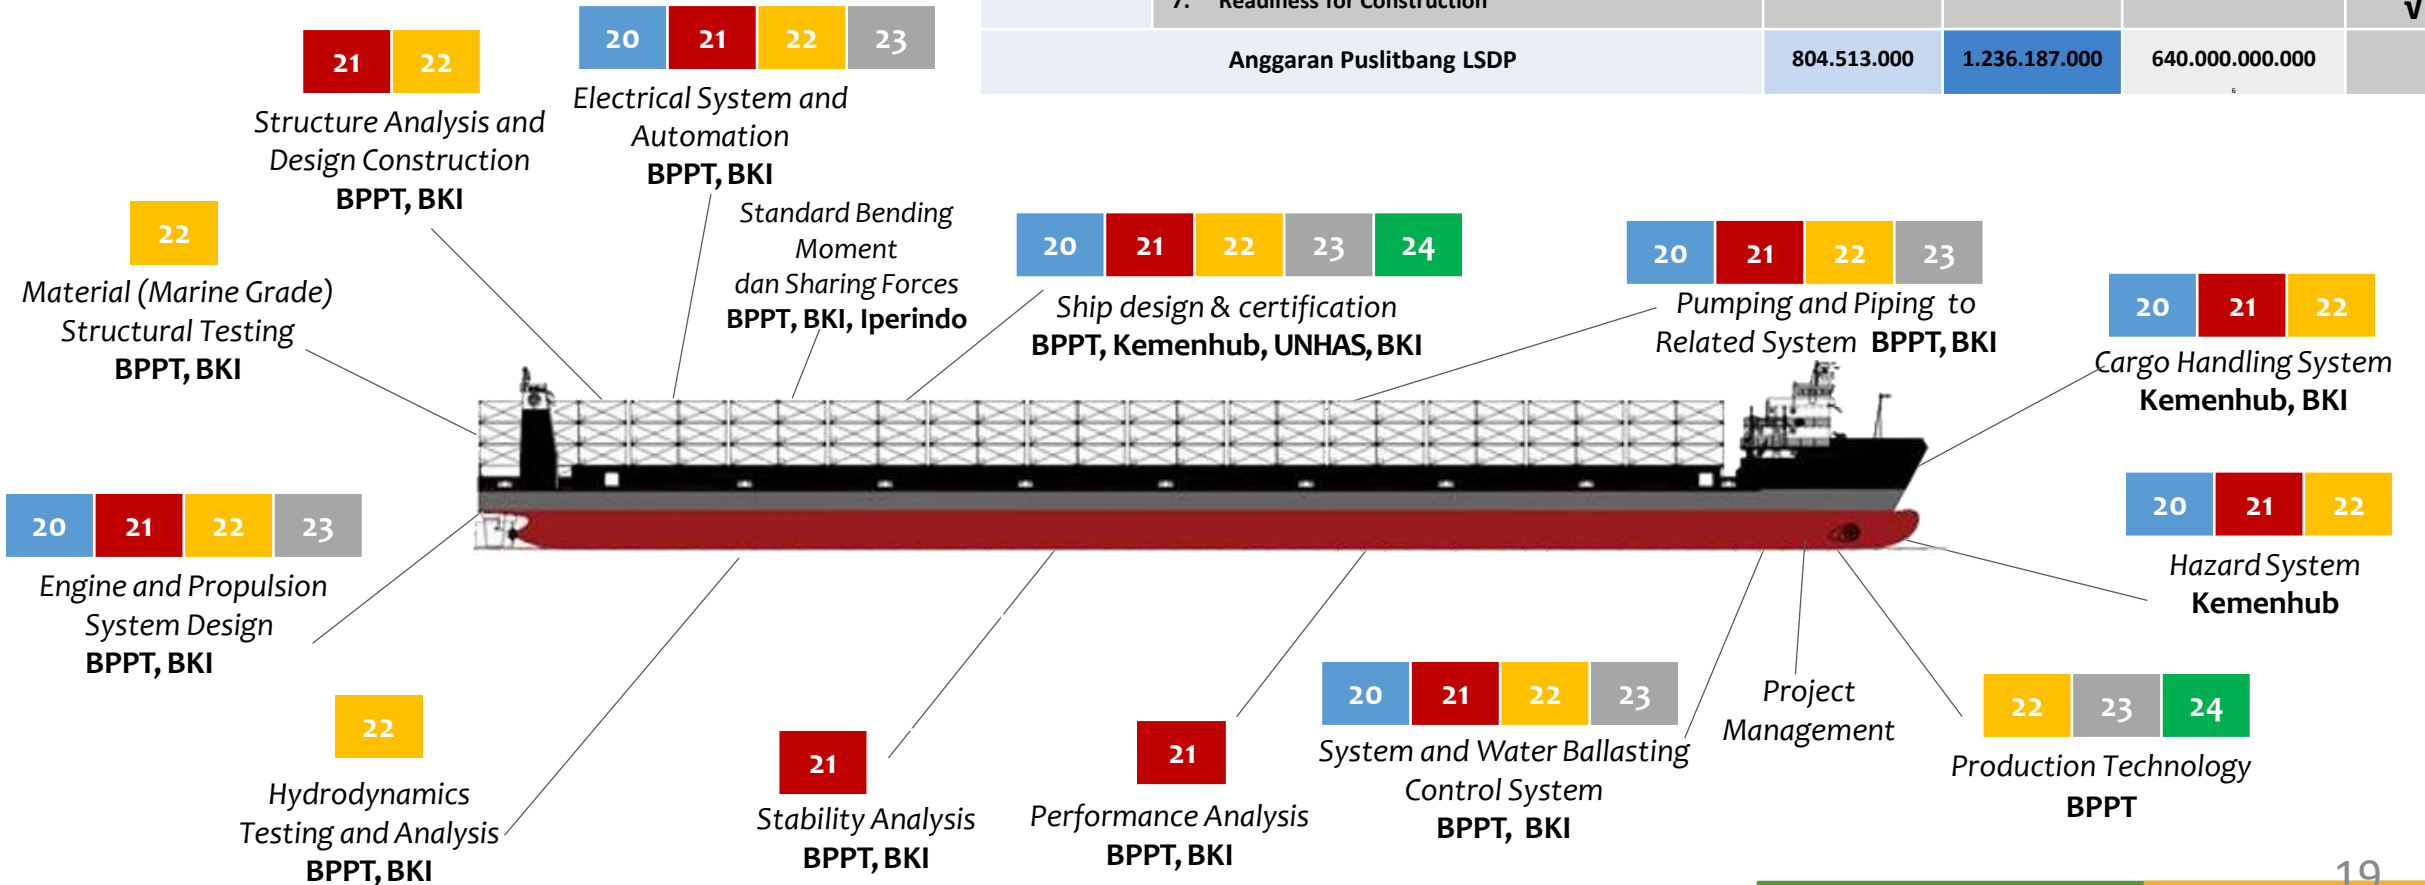 7. Readiness for Construction
√
Anggaran Puslitbang LSDP 804.513.000 1.236.187.000 640.000.000.000
6
21 22
Structure Analysis and
Design Construction
BPPT, BKI
20 21 22 23
Electrical System and
Automation
BPPT, BKI
22
Material (Marine Grade)
Structural Testing
BPPT, BKI
Standard Bending
Moment
dan Sharing Forces
BPPT, BKI, Iperindo
20 21 22 23 24
Ship design & certification
BPPT, Kemenhub, UNHAS, BKI
20 21 22 23
Pumping and Piping to
Related System BPPT, BKI
20 21 22
Cargo Handling System
Kemenhub, BKI
20 21 22 23
Engine and Propulsion
System Design
BPPT, BKI
20 21 22
Hazard System
Kemenhub
22
Hydrodynamics
Testing and Analysis
BPPT, BKI
21
Stability Analysis
BPPT, BKI
21
Performance Analysis
BPPT, BKI
20 21 22 23
System and Water Ballasting
Control System
BPPT, BKI
Project
Management
22 23 24
Production Technology
BPPT
19